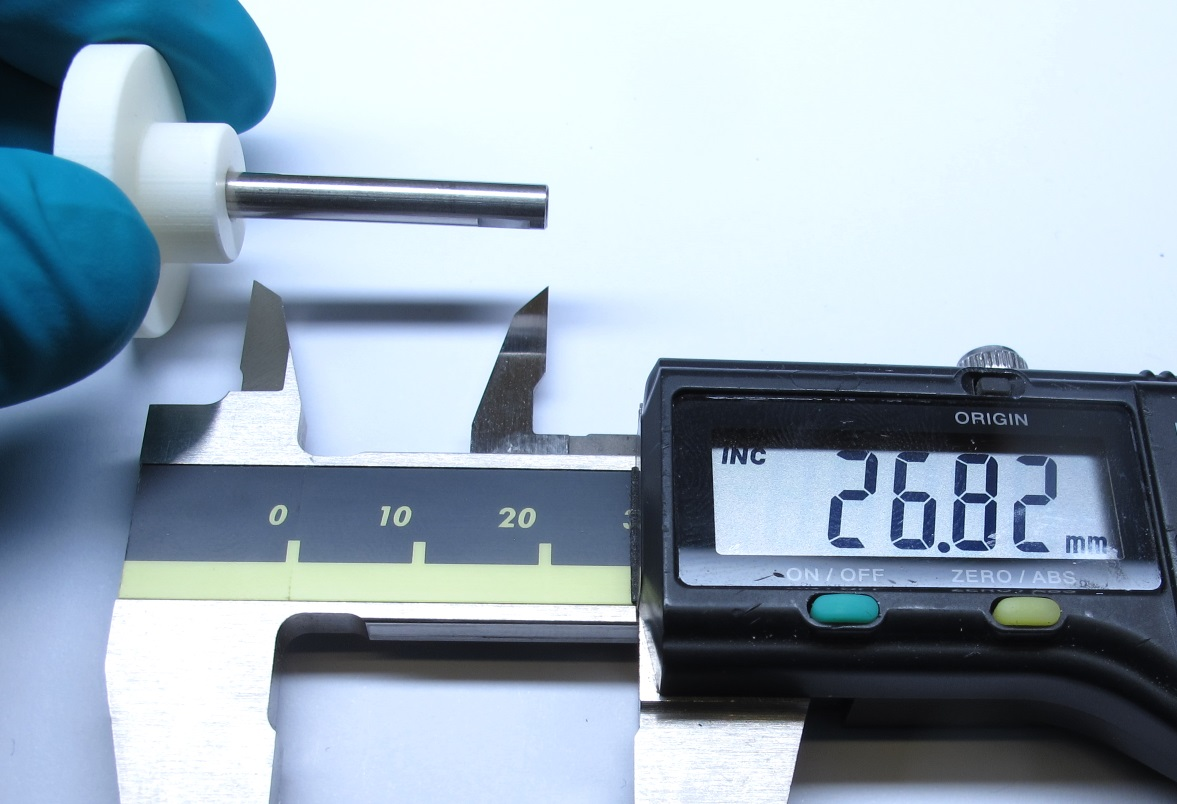 ORIGIN
INC 26.82 mm
ON / OFF ZERO / ABS
0 10 20